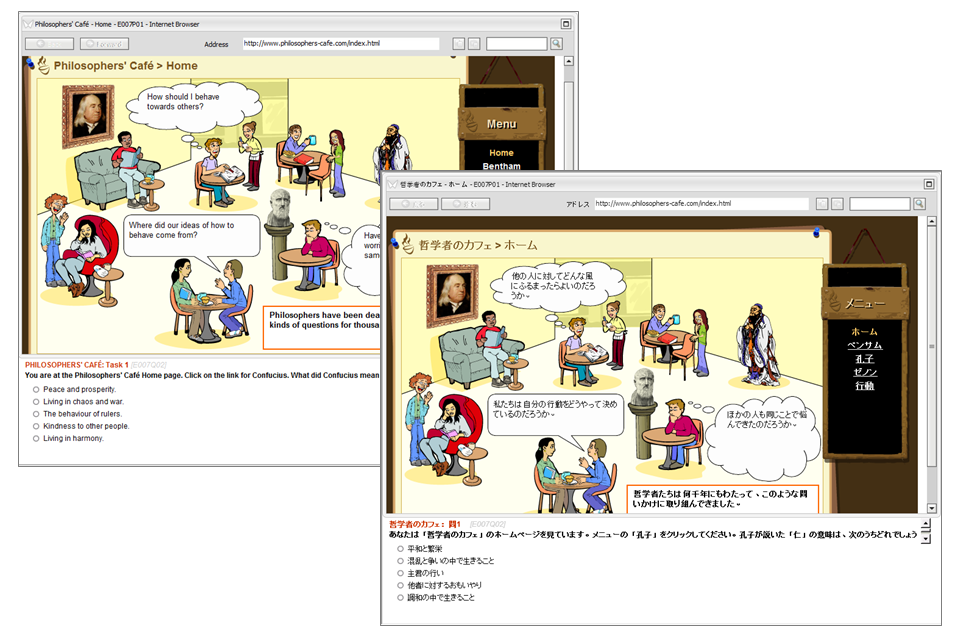 Philosophers' Café - Home - E007P01 - Internet Browser
Forward
Address
http://www.philosophers-cafe.com/index.html
Philosophers' Café > Home
How should I behave
towards others?
Menu
Home
Bentham
Where did our ideas of how to
behave come from?
Have
worri
sam
Philosophers have been dea
kinds of questions for thousa
PHILOSOPHERS' CAFÉ: Task 1 (E007Q02)
You are at the Philosophers' Café Home page. Click on the link for Confucius. What did Confucius mean
Peace and prosperity.
Living in chaos and war.
The behaviour of rulers.
Kindness to other people.
Living in harmony.
哲学者のカフェ - ホーム - E007P01 - Internet Browser
アドレス
http://www.philosophers-cafe.com/index.html
哲学者のカフェ > ホーム
他の人に対してどんな風
にふるまったらよいのだろ
うか。
メニュー
ホーム
ベンサム
孔子
ゼノン
行動
私たちは自分の行動をどうやって決め
ているのだろうか。
ほかの人も同じことで悩
んできたのだろうか。
哲学者たちは何千年にもわたって、このような問
いかけに取り組んできました。
哲学者のカフェ: 問1 (E007Q02)
あなたは「哲学者のカフェ」のホームページを見ています。メニューの「孔子」をクリックしてください。孔子が説いた「仁」の意味は、次のうちどれでしょう
平和と繁栄
混乱と争いの中で生きること
主君の行い
他者に対するおもいやり
調和の中で生きること